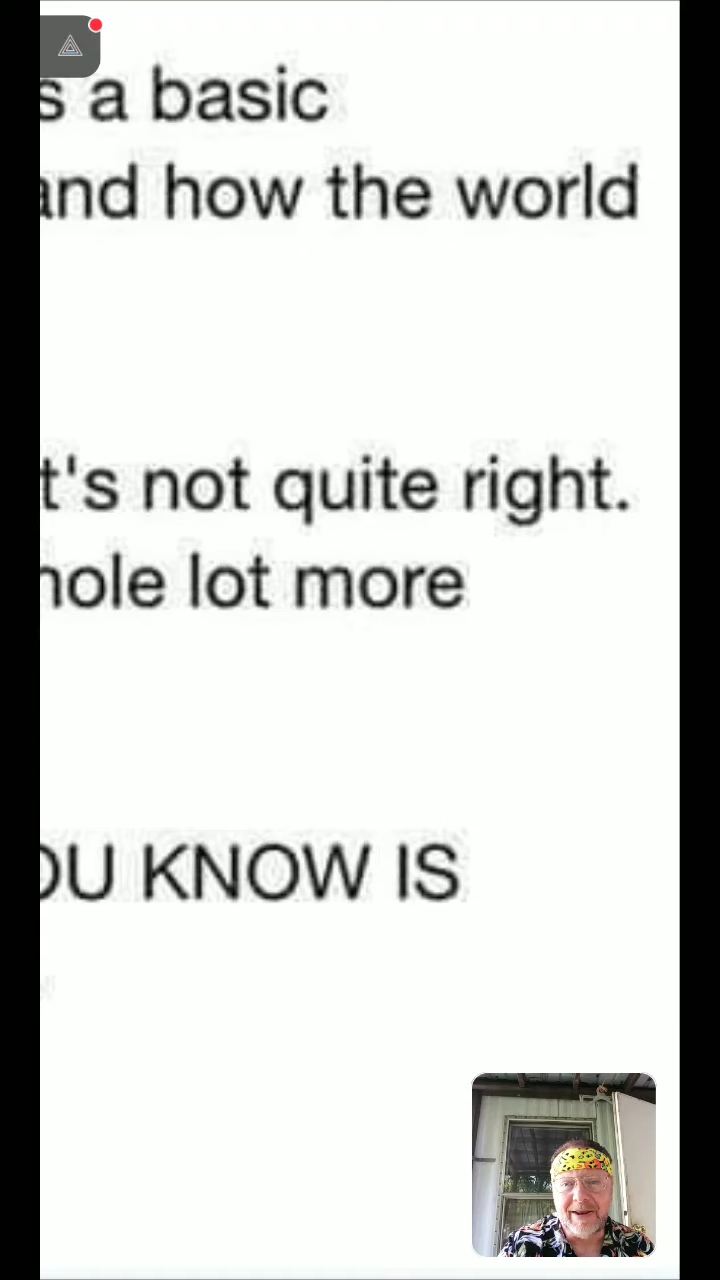 s a basic
and how the world
t's not quite right.
hole lot more
OU KNOW IS